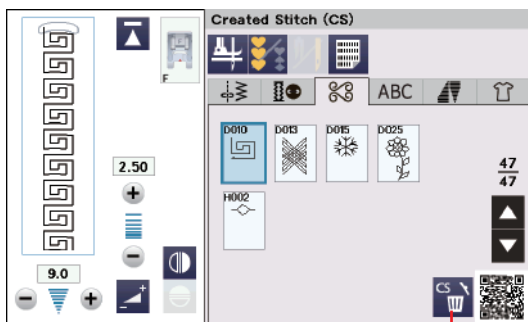 Created Stitch (CS)
F
ABC
2.50
9.0
D010 D013 D015 D025
H002
47
47
CS